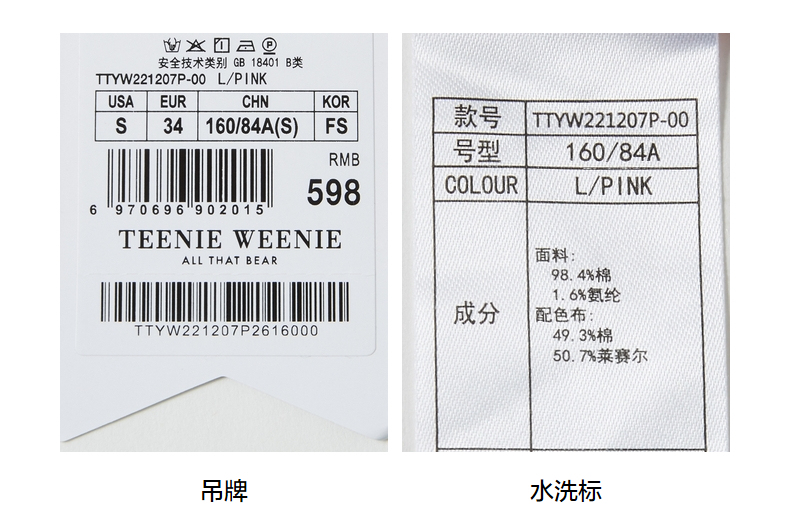 安全技术类别 GB 18401 B类
TTYW221207P-00 L/PINK
USA EUR CHN KOR
S 34 160/84A(S) FS
RMB
598
6 970696 902015
TEENIE WEENIE
ALL THAT BEAR
TTYW221207P2616000
吊牌
款号 TTYW221207P-00
号型 160/84A
COLOUR L/PINK
成分
面料:
98.4%棉
1.6%氨纶
配色布:
49.3%棉
50.7%莱赛尔
水洗标